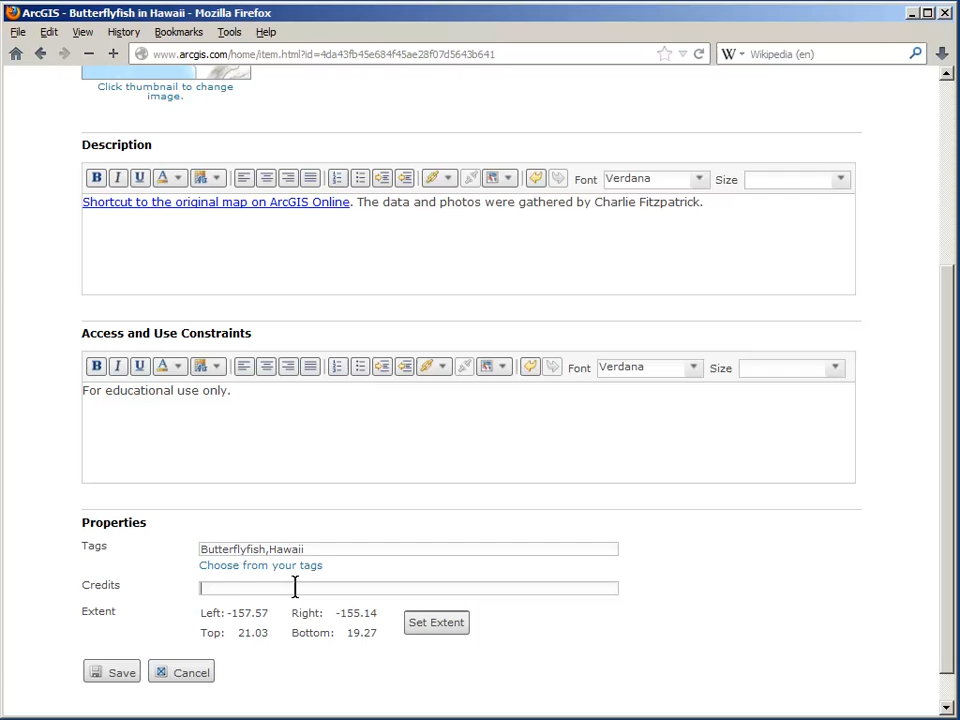 ArcGIS - Butterflyfish in Hawaii - Mozilla Firefox
File Edit View History Bookmarks Tools Help
www.arcgis.com/home/item.html?id=4da43fb45e684f45ae28f07d5643b641 W Wikipedia (en)
Click thumbnail to change
image.
Description
B I U A Font Verdana Size
Shortcut to the original map on ArcGIS Online. The data and photos were gathered by Charlie Fitzpatrick.
Access and Use Constraints
B I U A Font Verdana Size
For educational use only.
Properties
Tags Butterflyfish,Hawaii
Choose from your tags
Credits
Extent Left: -157.57 Right: -155.14
Top: 21.03 Bottom: 19.27
Set Extent
Save Cancel